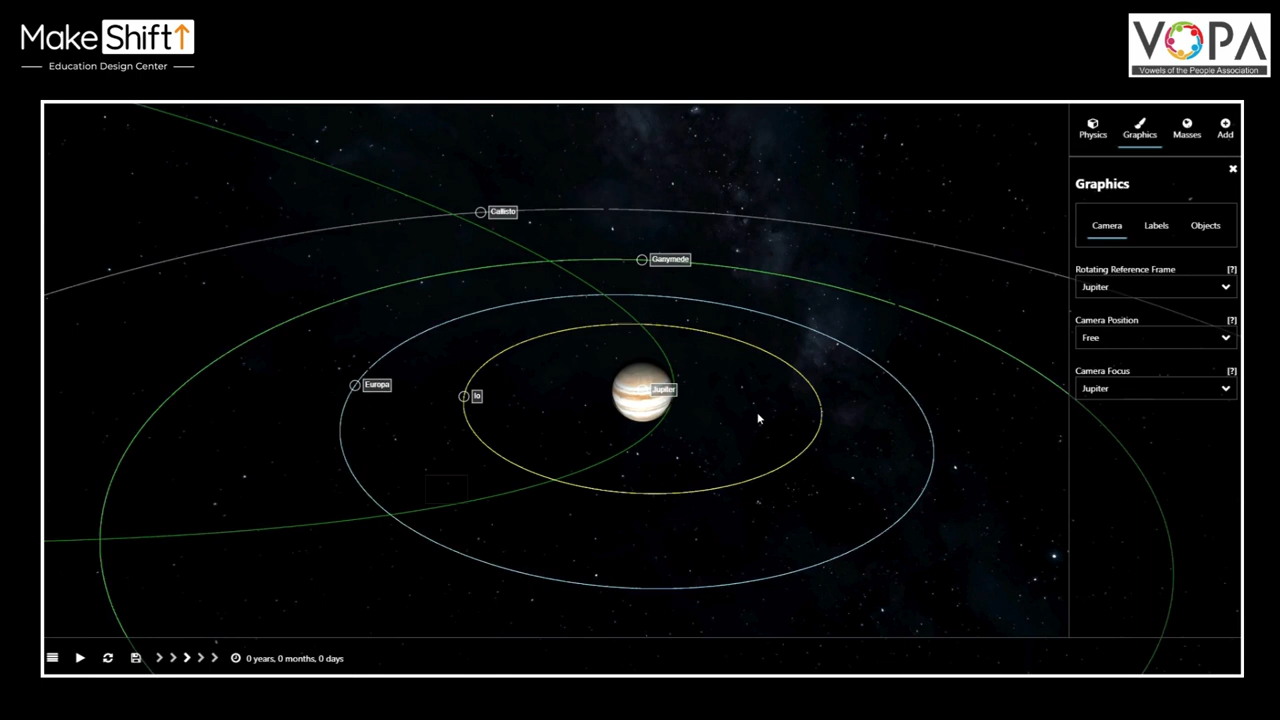 Make Shift
Education Design Center
VOPA
Vowels of the People Association
Physics
Graphics
Masses
Add
Graphics
Camera
Labels
Objects
Rotating Reference Frame [?]
Jupiter
Camera Position [?]
Free
Camera Focus [?]
Jupiter
Callisto
Ganymede
Europa
Io
Jupiter
0 years, 0 months, 0 days